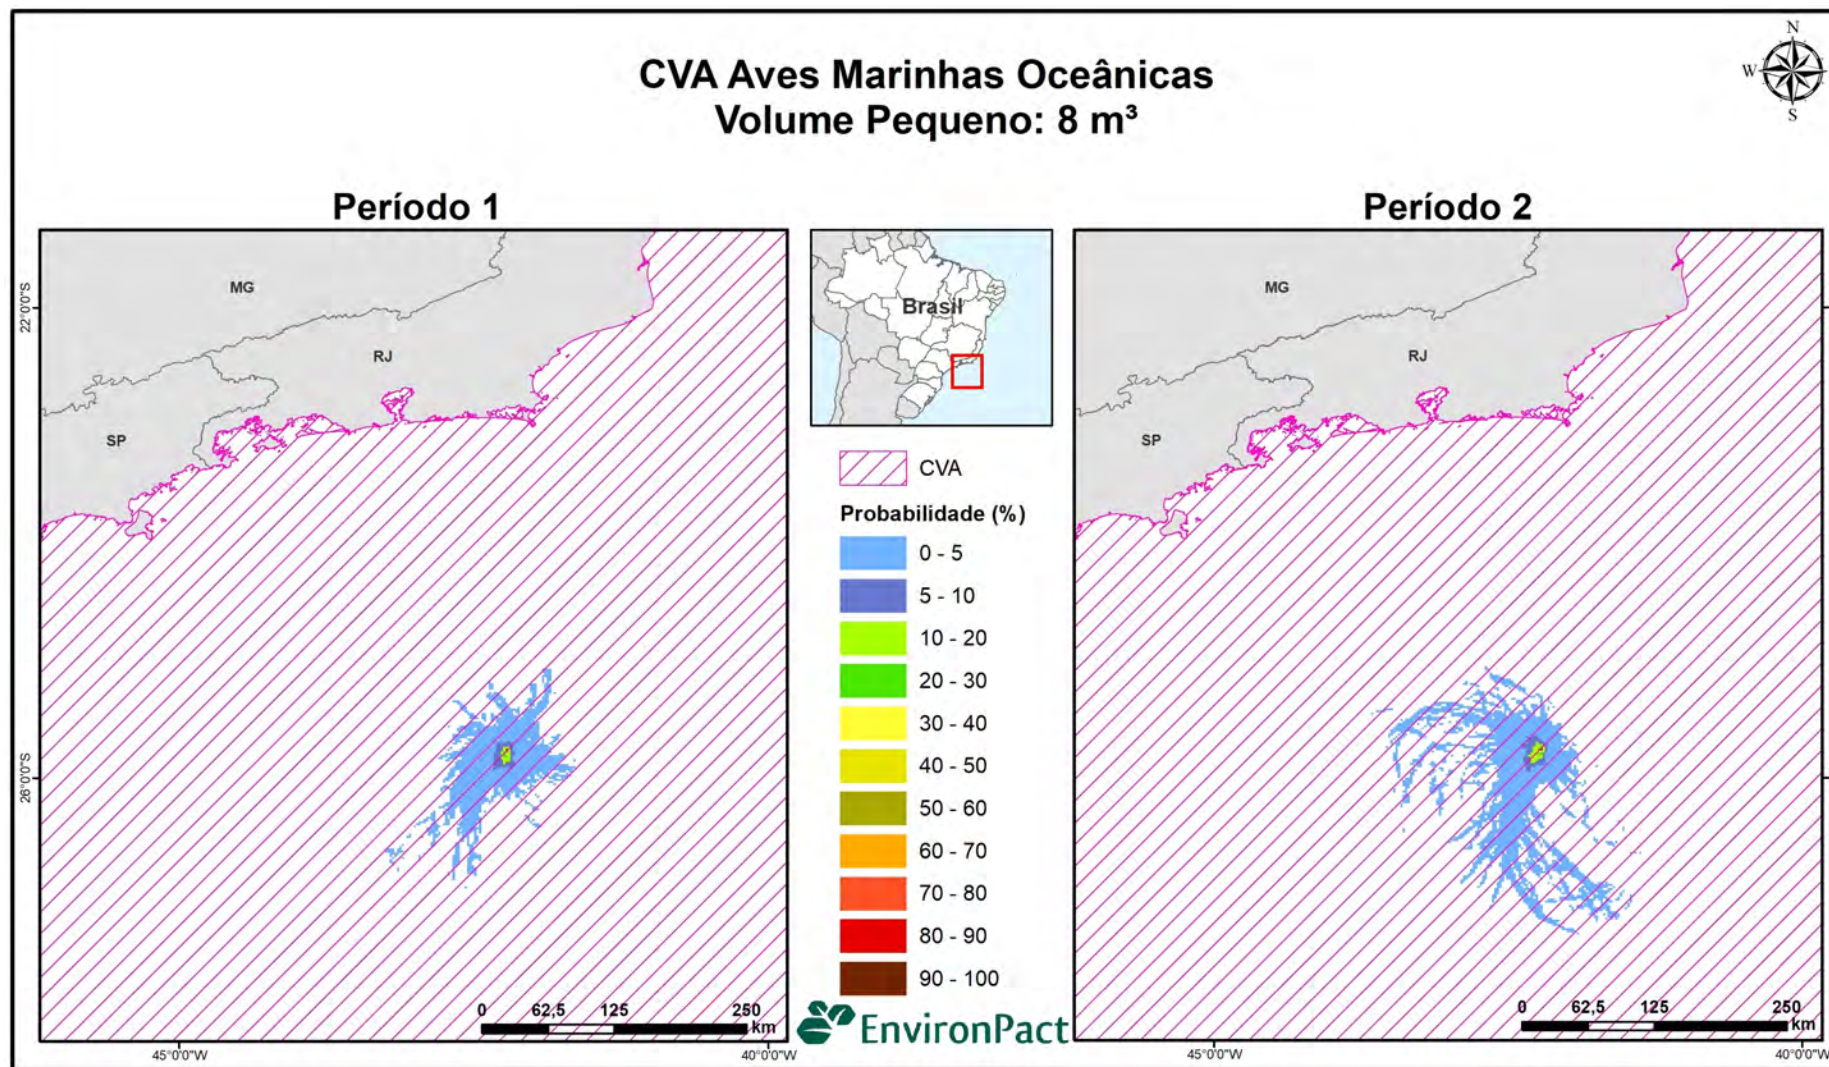 CVA Aves Marinhas Oceânicas
Volume Pequeno: 8 m³
N
W
S
Período 1
Período 2
MG
RJ
SP
22°0'0"S
26°0'0"S
45°0'0"W
40°0'0"W
0 62,5 125 250
km
Brasil
CVA
Probabilidade (%)
0 - 5
5 - 10
10 - 20
20 - 30
30 - 40
40 - 50
50 - 60
60 - 70
70 - 80
80 - 90
90 - 100
EnvironPact
MG
RJ
SP
0 62,5 125 250
km
45°0'0"W
40°0'0"W